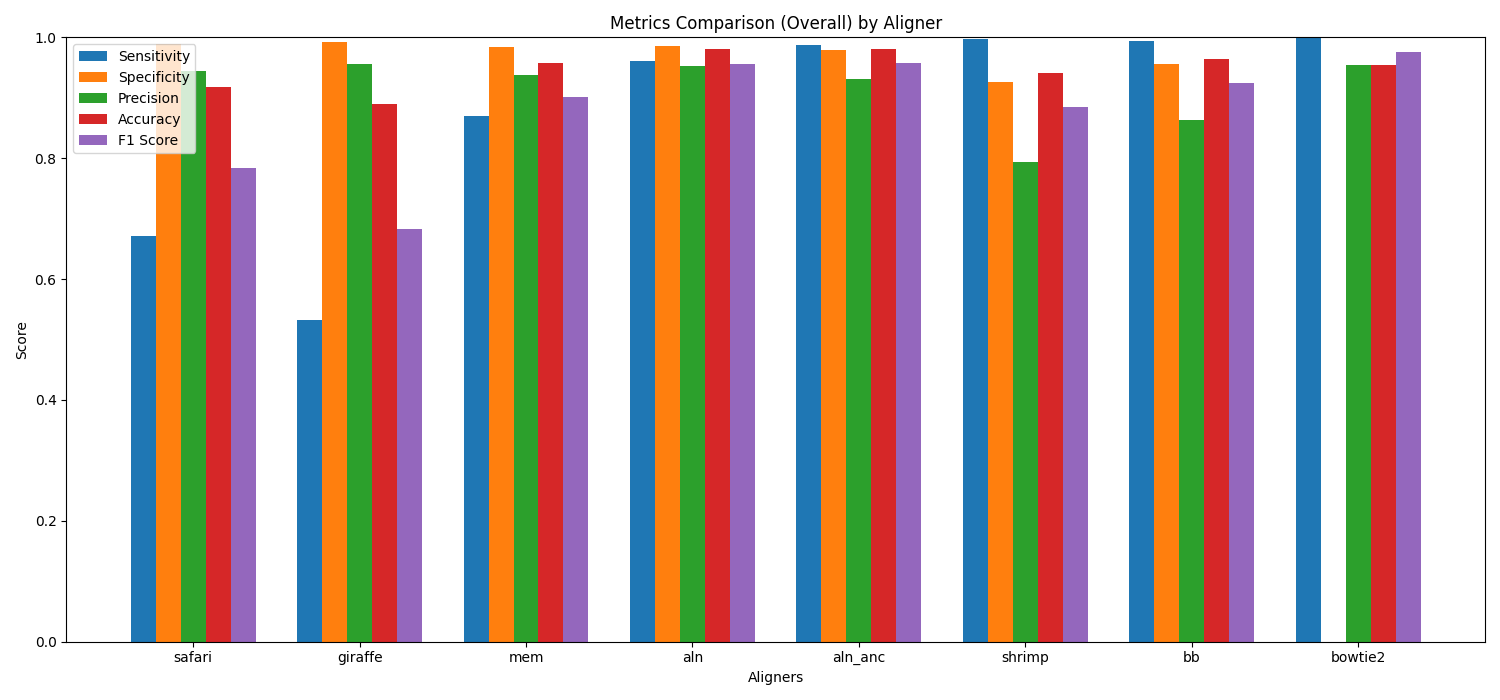 Metrics Comparison (Overall) by Aligner
1.0
0.8
0.6
0.4
0.2
0.0
Score
Sensitivity
Specificity
Precision
Accuracy
F1 Score
safari
giraffe
mem
aln
aln_anc
shrimp
bb
bowtie2
Aligners